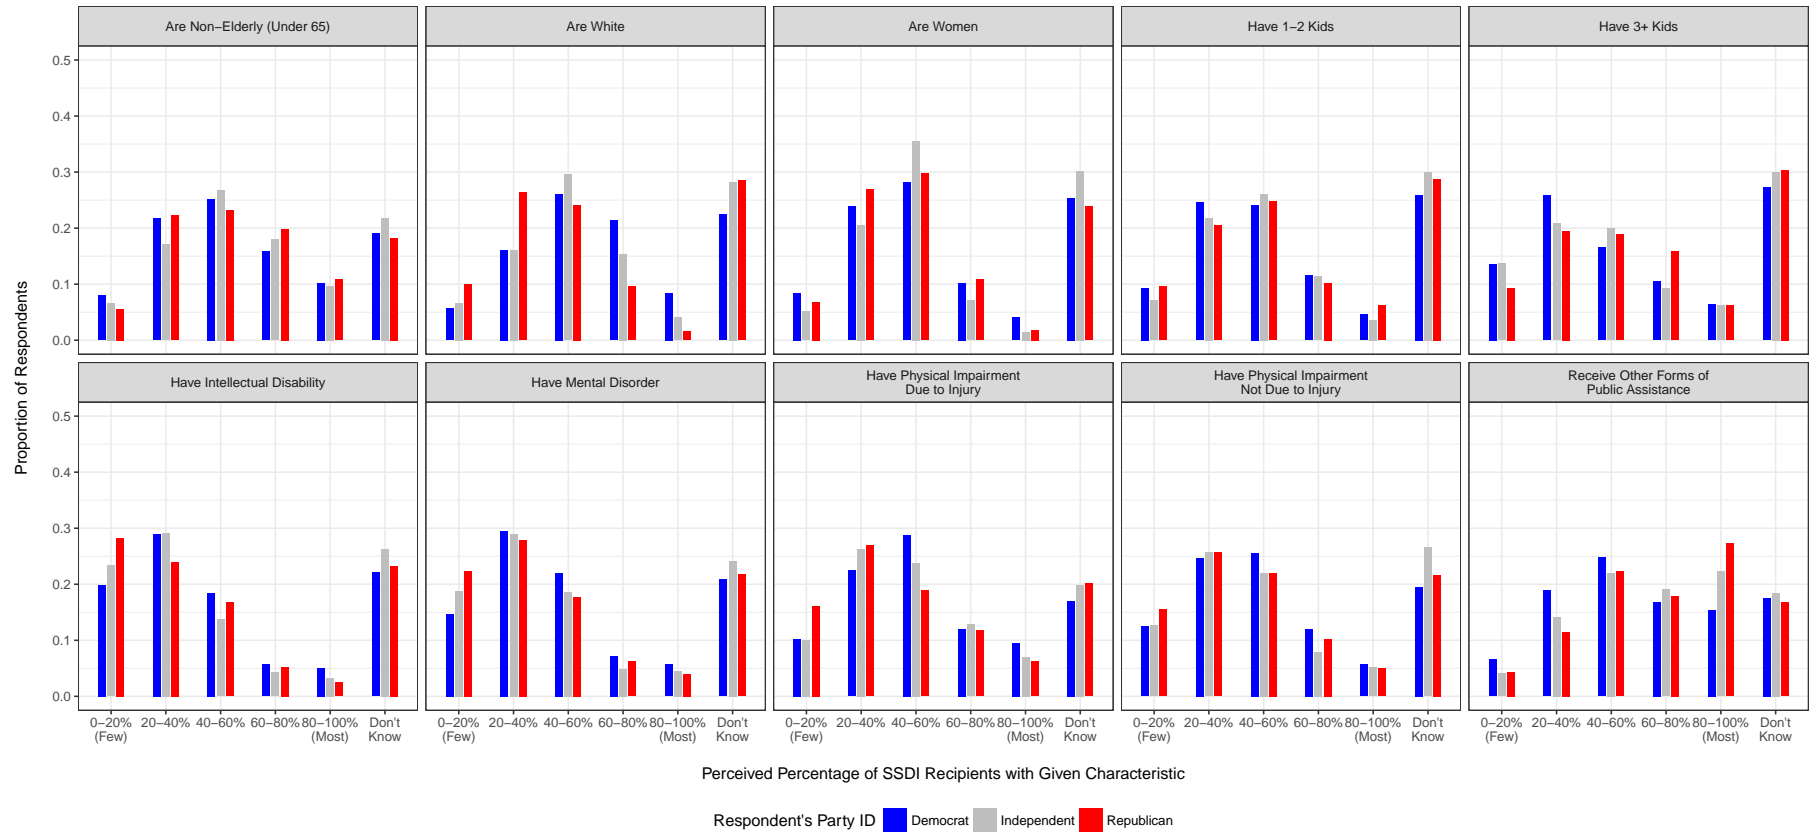 Are Non−Elderly (Under 65)
Are White
Are Women
Have 1−2 Kids
Have 3+ Kids
0.5
0.4
0.3
0.2
0.1
0.0
Have Intellectual Disability
Have Mental Disorder
Have Physical Impairment
Due to Injury
Have Physical Impairment
Not Due to Injury
Receive Other Forms of
Public Assistance
0.5
0.4
0.3
0.2
0.1
0.0
Proportion of Respondents
0−20% 20−40% 40−60% 60−80% 80−100% Don't
(Few) (Most) Know
0−20% 20−40% 40−60% 60−80% 80−100% Don't
(Few) (Most) Know
0−20% 20−40% 40−60% 60−80% 80−100% Don't
(Few) (Most) Know
0−20% 20−40% 40−60% 60−80% 80−100% Don't
(Few) (Most) Know
0−20% 20−40% 40−60% 60−80% 80−100% Don't
(Few) (Most) Know
Perceived Percentage of SSDI Recipients with Given Characteristic
Respondent's Party ID Democrat Independent Republican